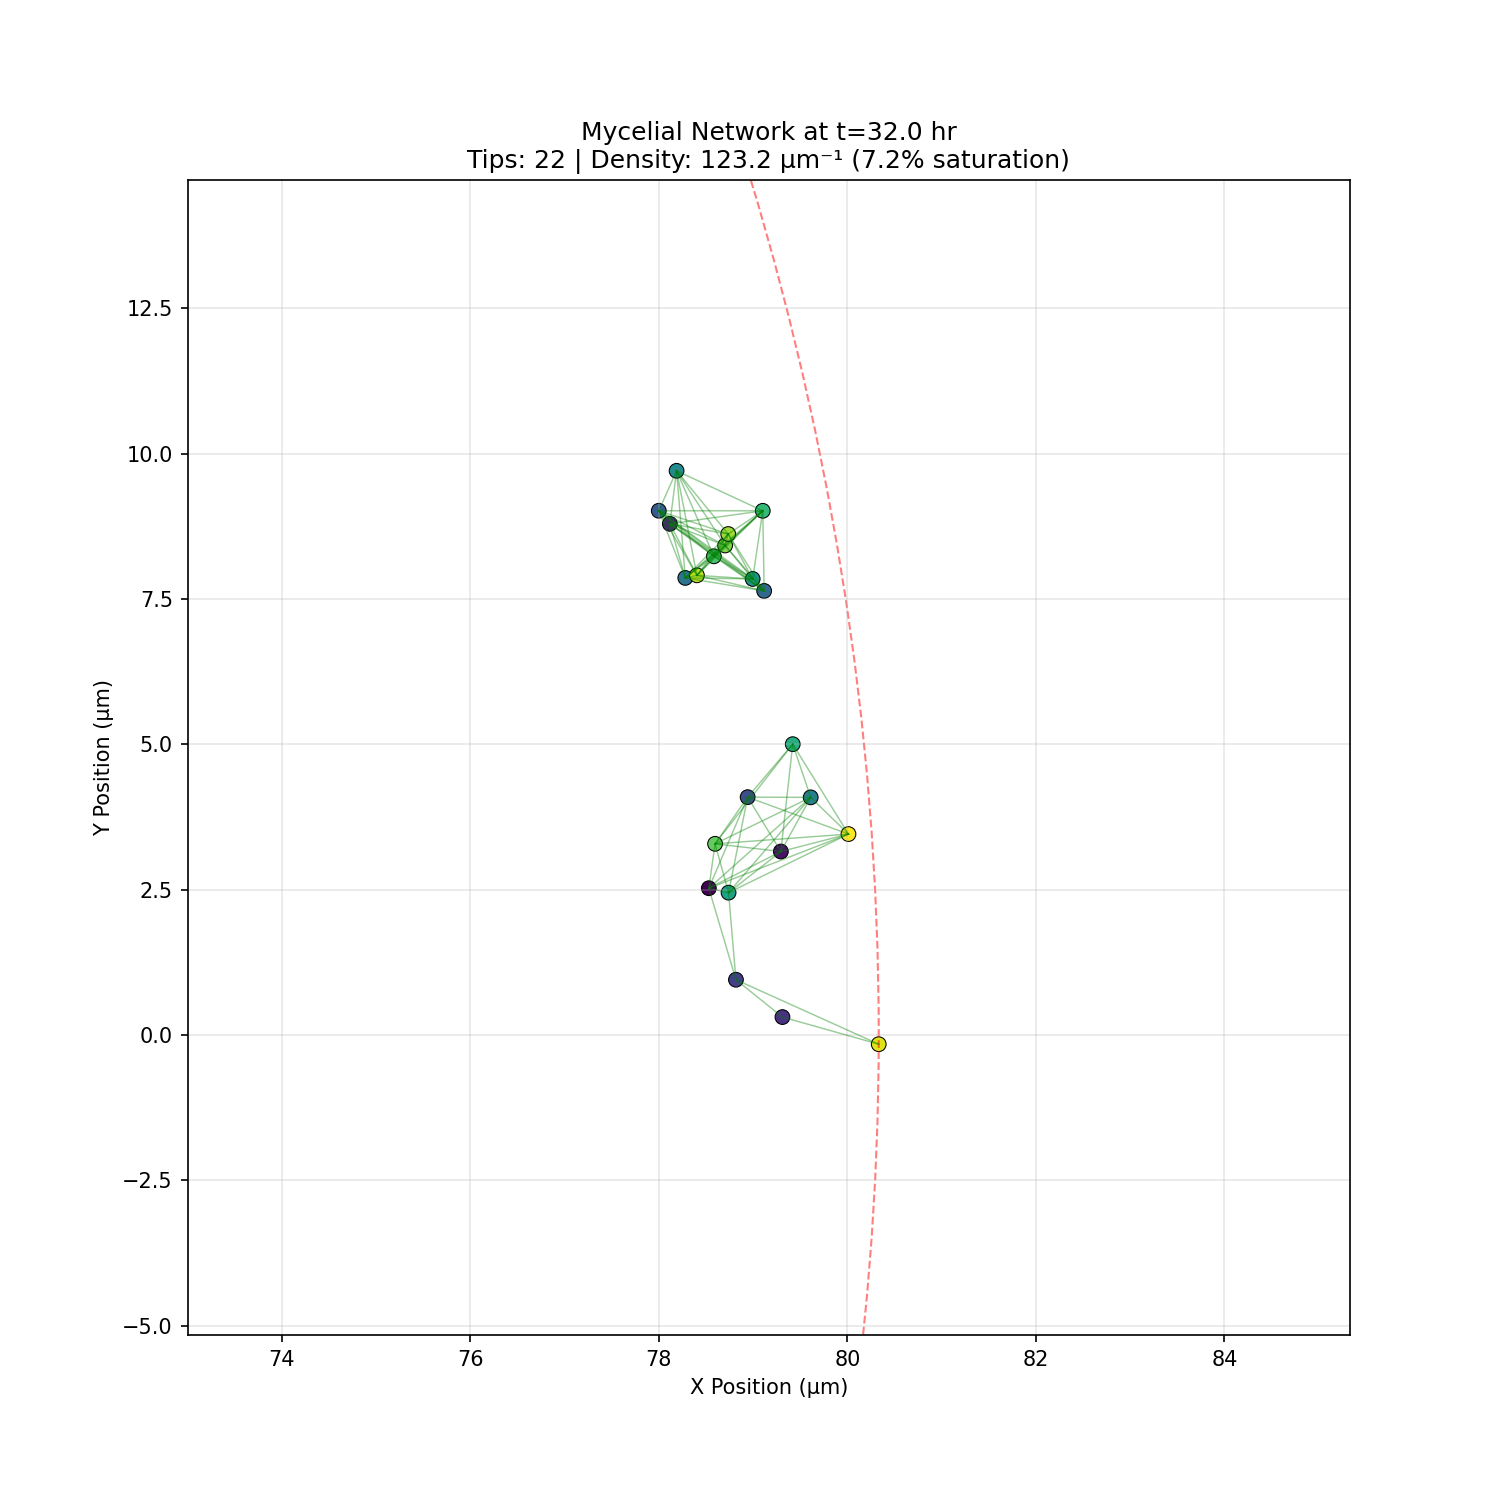 Mycelial Network at t=32.0 hr
Tips: 22 | Density: 123.2 μm⁻¹ (7.2% saturation)
12.5
10.0
7.5
5.0
2.5
0.0
−2.5
−5.0
Y Position (μm)
74 76 78 80 82 84
X Position (μm)